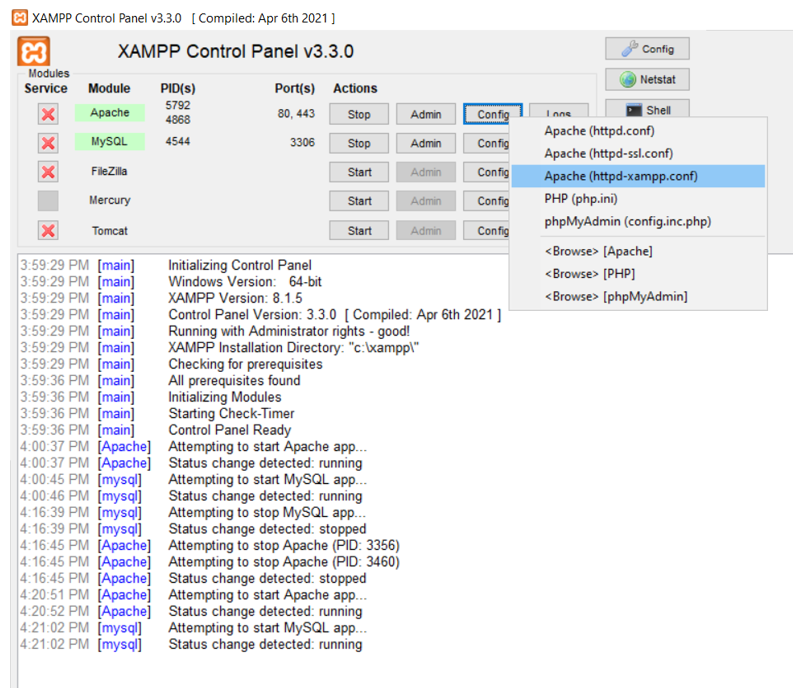 XAMPP Control Panel v3.3.0   [ Compiled: Apr 6th 2021 ]
XAMPP Control Panel v3.3.0
Config
Modules
Service Module PID(s) Port(s) Actions
Netstat
Apache 5792 4868 80, 443 Stop Admin Config Logs
Shell
MySQL 4544 3306 Stop Admin Config
FileZilla Start Admin Config
Mercury Start Admin Config
Tomcat Start Admin Config
Apache (httpd.conf)
Apache (httpd-ssl.conf)
Apache (httpd-xampp.conf)
PHP (php.ini)
phpMyAdmin (config.inc.php)
<Browse> [Apache]
<Browse> [PHP]
<Browse> [phpMyAdmin]
3:59:29 PM [main] Initializing Control Panel
3:59:29 PM [main] Windows Version: 64-bit
3:59:29 PM [main] XAMPP Version: 8.1.5
3:59:29 PM [main] Control Panel Version: 3.3.0 [ Compiled: Apr 6th 2021 ]
3:59:29 PM [main] Running with Administrator rights - good!
3:59:29 PM [main] XAMPP Installation Directory: "c:\xampp\"
3:59:29 PM [main] Checking for prerequisites
3:59:36 PM [main] All prerequisites found
3:59:36 PM [main] Initializing Modules
3:59:36 PM [main] Starting Check-Timer
3:59:36 PM [main] Control Panel Ready
4:00:37 PM [Apache] Attempting to start Apache app...
4:00:37 PM [Apache] Status change detected: running
4:00:45 PM [mysql] Attempting to start MySQL app...
4:00:46 PM [mysql] Status change detected: running
4:16:39 PM [mysql] Attempting to stop MySQL app...
4:16:39 PM [mysql] Status change detected: stopped
4:16:45 PM [Apache] Attempting to stop Apache (PID: 3356)
4:16:45 PM [Apache] Attempting to stop Apache (PID: 3460)
4:16:45 PM [Apache] Status change detected: stopped
4:20:51 PM [Apache] Attempting to start Apache app...
4:20:52 PM [Apache] Status change detected: running
4:21:02 PM [mysql] Attempting to start MySQL app...
4:21:02 PM [mysql] Status change detected: running